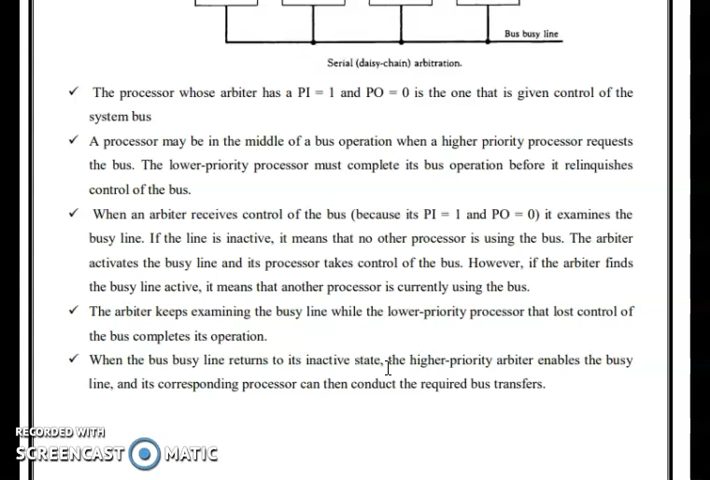 Bus busy line
Serial (daisy-chain) arbitration.
✓ The processor whose arbiter has a PI = 1 and PO = 0 is the one that is given control of the
system bus
✓ A processor may be in the middle of a bus operation when a higher priority processor requests
the bus. The lower-priority processor must complete its bus operation before it relinquishes
control of the bus.
✓ When an arbiter receives control of the bus (because its PI = 1 and PO = 0) it examines the
busy line. If the line is inactive, it means that no other processor is using the bus. The arbiter
activates the busy line and its processor takes control of the bus. However, if the arbiter finds
the busy line active, it means that another processor is currently using the bus.
✓ The arbiter keeps examining the busy line while the lower-priority processor that lost control of
the bus completes its operation.
✓ When the bus busy line returns to its inactive state, the higher-priority arbiter enables the busy
line, and its corresponding processor can then conduct the required bus transfers.
RECORDED WITH
SCREENCAST MATIC